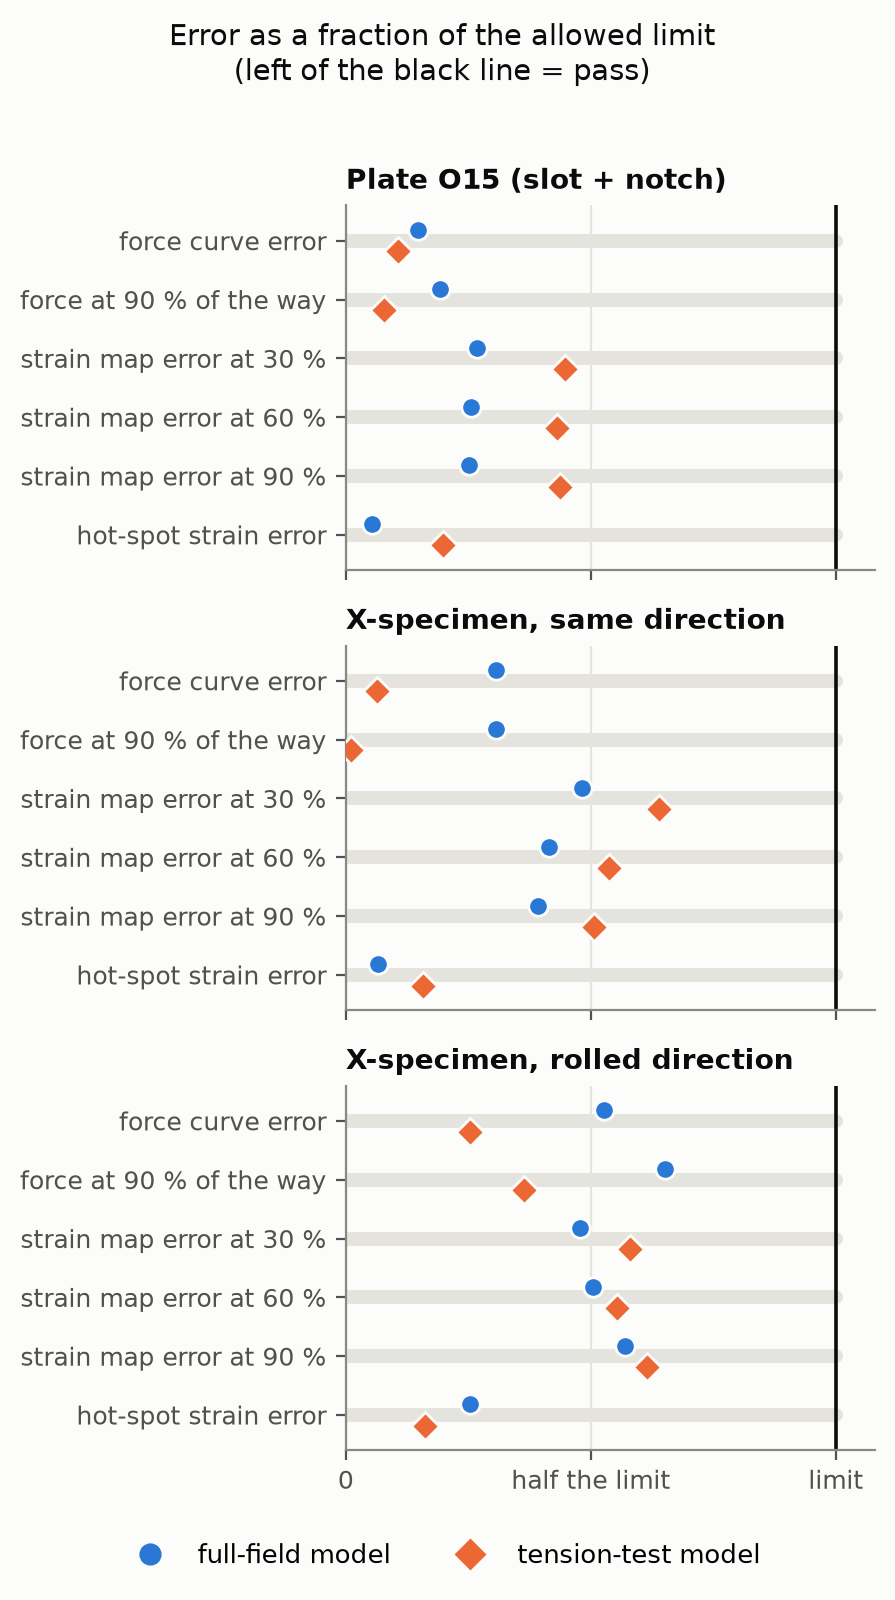 Error as a fraction of the allowed limit
(left of the black line = pass)
Plate O15 (slot + notch)
force curve error
force at 90 % of the way
strain map error at 30 %
strain map error at 60 %
strain map error at 90 %
hot-spot strain error
X-specimen, same direction
force curve error
force at 90 % of the way
strain map error at 30 %
strain map error at 60 %
strain map error at 90 %
hot-spot strain error
X-specimen, rolled direction
force curve error
force at 90 % of the way
strain map error at 30 %
strain map error at 60 %
strain map error at 90 %
hot-spot strain error
0 half the limit limit
full-field model tension-test model